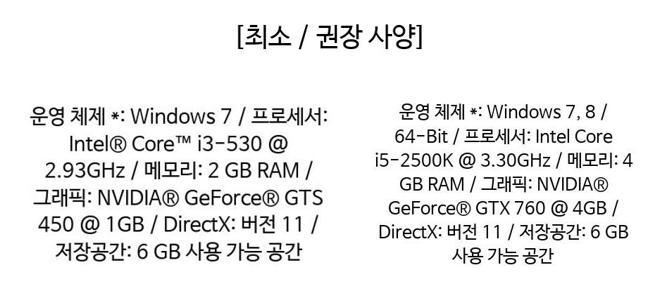 [최소 / 권장 사양]
운영 체제 *: Windows 7 / 프로세서:
Intel® Core™ i3-530 @
2.93GHz / 메모리: 2 GB RAM /
그래픽: NVIDIA® GeForce® GTS
450 @ 1GB / DirectX: 버전 11 /
저장공간: 6 GB 사용 가능 공간
운영 체제 *: Windows 7, 8 /
64-Bit / 프로세서: Intel Core
i5-2500K @ 3.30GHz / 메모리: 4
GB RAM / 그래픽: NVIDIA®
GeForce® GTX 760 @ 4GB /
DirectX: 버전 11 / 저장공간: 6 GB
사용 가능 공간